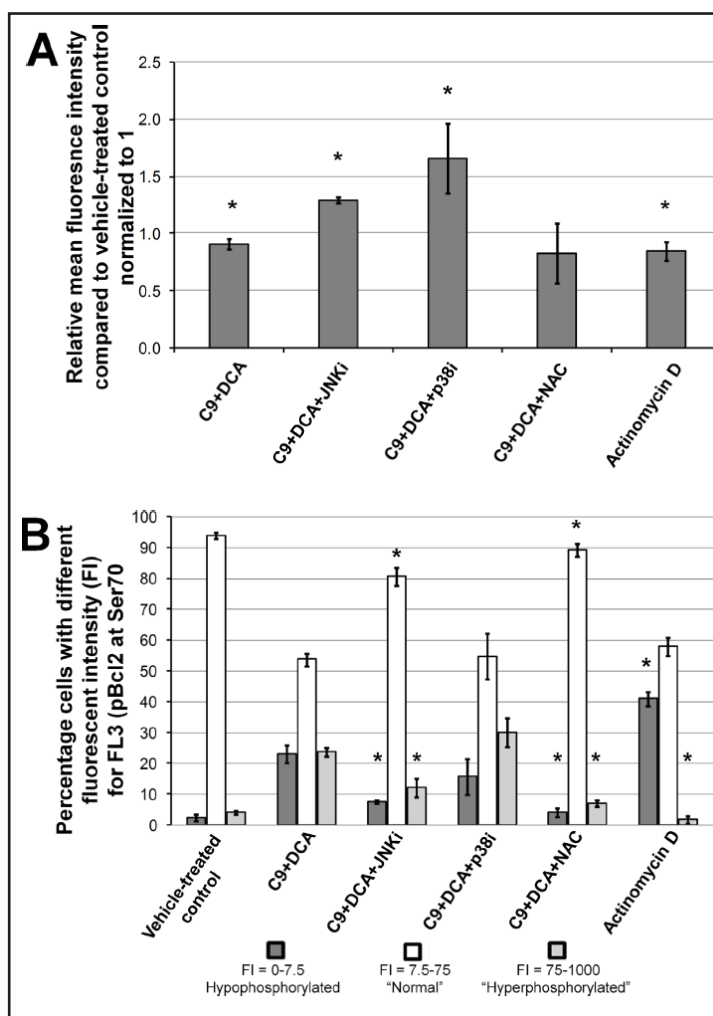 A
Relative mean fluoresnce intensity
compared to vehicle-treated control
normalized to 1
2.5
2.0
1.5
1.0
0.5
0.0
*
*
*
*
C9+DCA
C9+DCA+JNKi
C9+DCA+p38i
C9+DCA+NAC
Actinomycin D
B
Percentage cells with different
fluorescent intensity (FI)
for FL3 (pBcl2 at Ser70
100
90
80
70
60
50
40
30
20
10
0
*
*
*
*
*
*
*
*
Vehicle-treated
control
C9+DCA
C9+DCA+JNKi
C9+DCA+p38i
C9+DCA+NAC
Actinomycin D
FI = 0-7.5
Hypophosphorylated
FI = 7.5-75
“Normal”
FI = 75-1000
“Hyperphosphorylated”